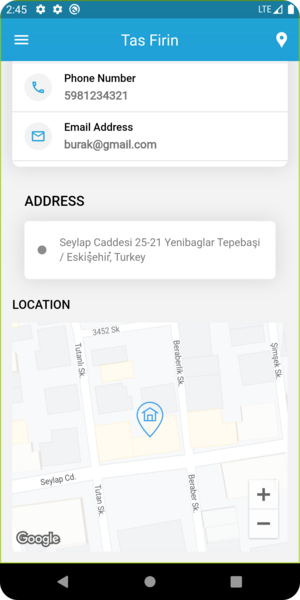 2:45
LTE
Tas Firin
Phone Number
5981234321
Email Address
burak@gmail.com
ADDRESS
Seylap Caddesi 25-21 Yenibaglar Tepebaşi
/ Eskişehir, Turkey
LOCATION
3452 Sk
Tutanlı Sk.
Beraberlik Sk.
Şimşek Sk.
Seylap Cd.
Tutan Sk.
Beraber Sk.
+
−
Google